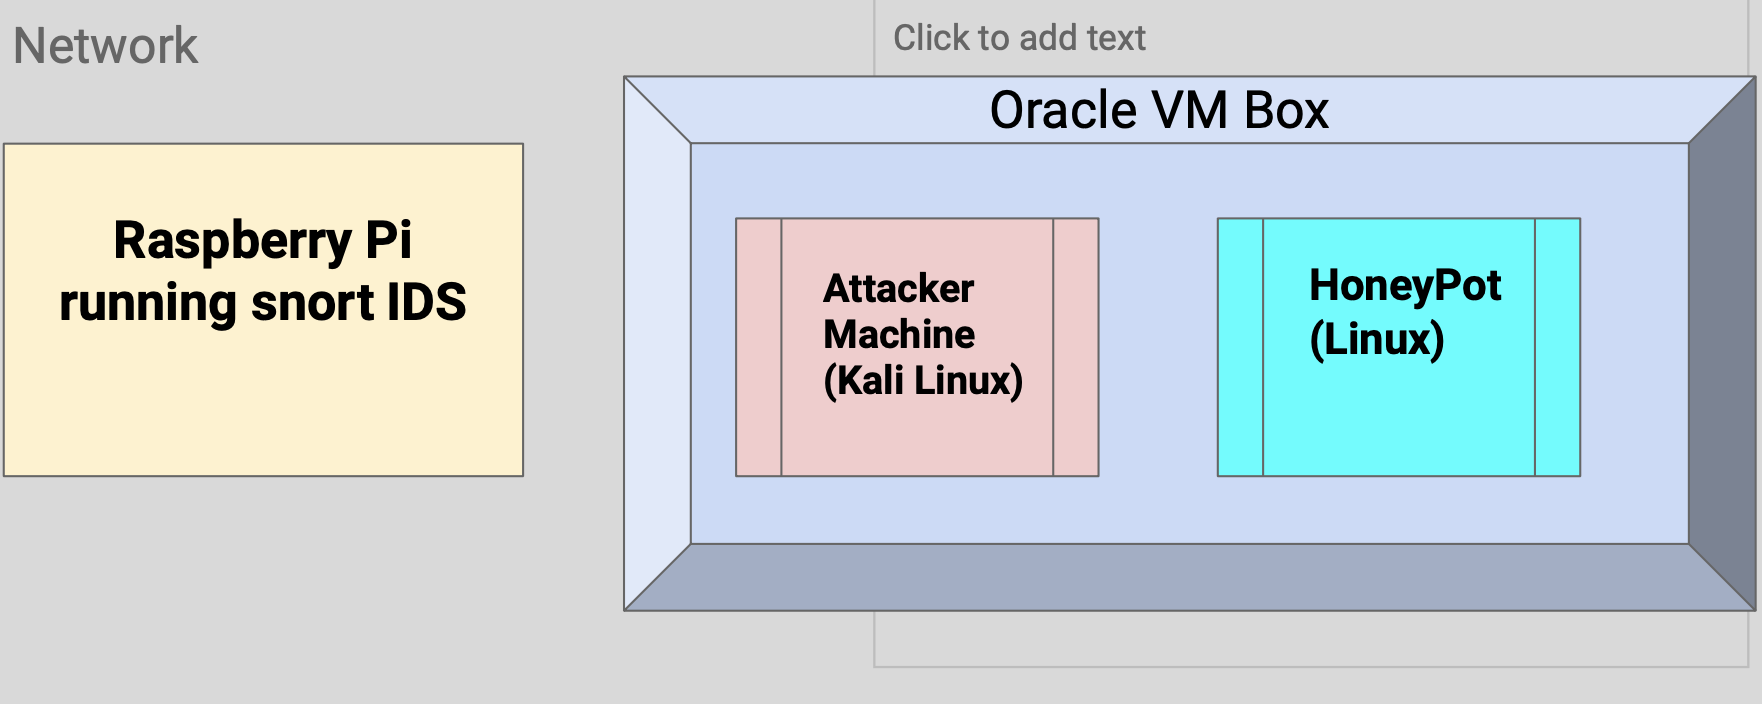 Network
Click to add text
Oracle VM Box
Raspberry Pi
running snort IDS
Attacker
Machine
(Kali Linux)
HoneyPot
(Linux)